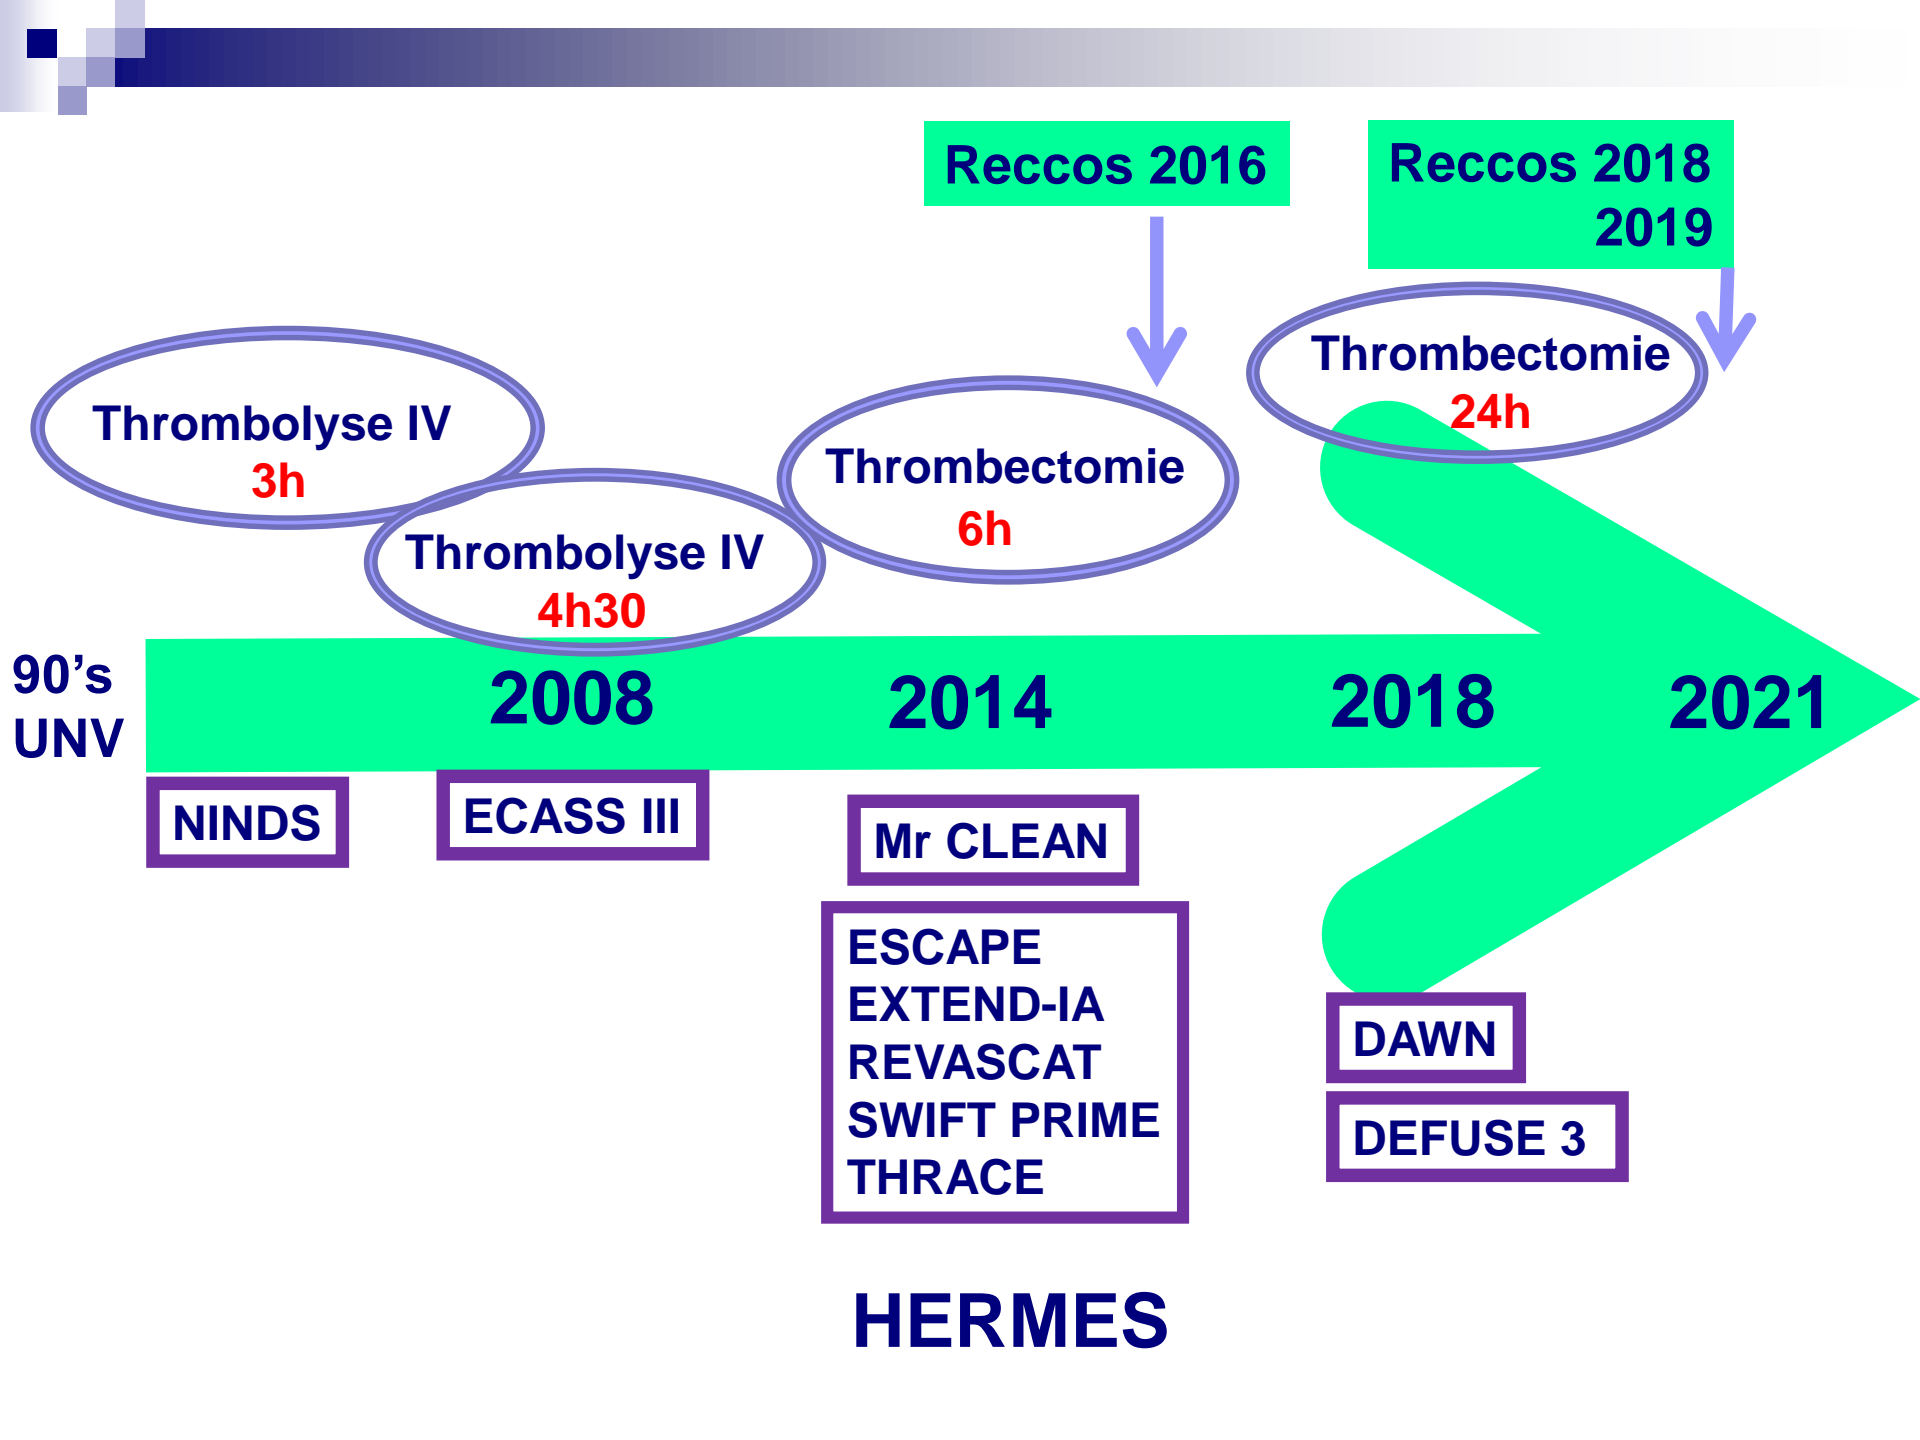 Reccos 2016
Reccos 2018
2019
Thrombolyse IV
3h
Thrombolyse IV
4h30
Thrombectomie
6h
Thrombectomie
24h
90’s
UNV
2008
2014
2018
2021
NINDS
ECASS III
Mr CLEAN
ESCAPE
EXTEND-IA
REVASCAT
SWIFT PRIME
THRACE
DAWN
DEFUSE 3
HERMES